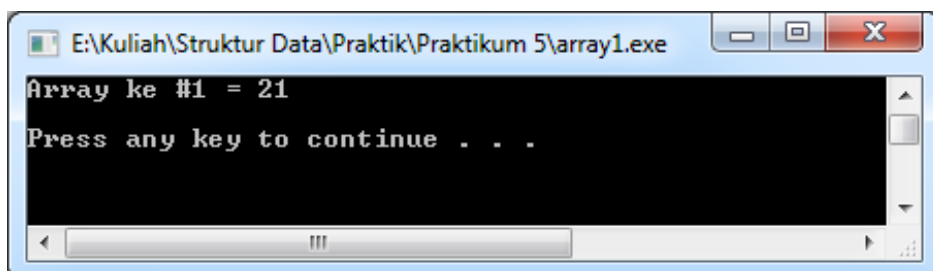 E:\Kuliah\Struktur Data\Praktik\Praktikum 5\array1.exe
Array ke #1 = 21
Press any key to continue . . .